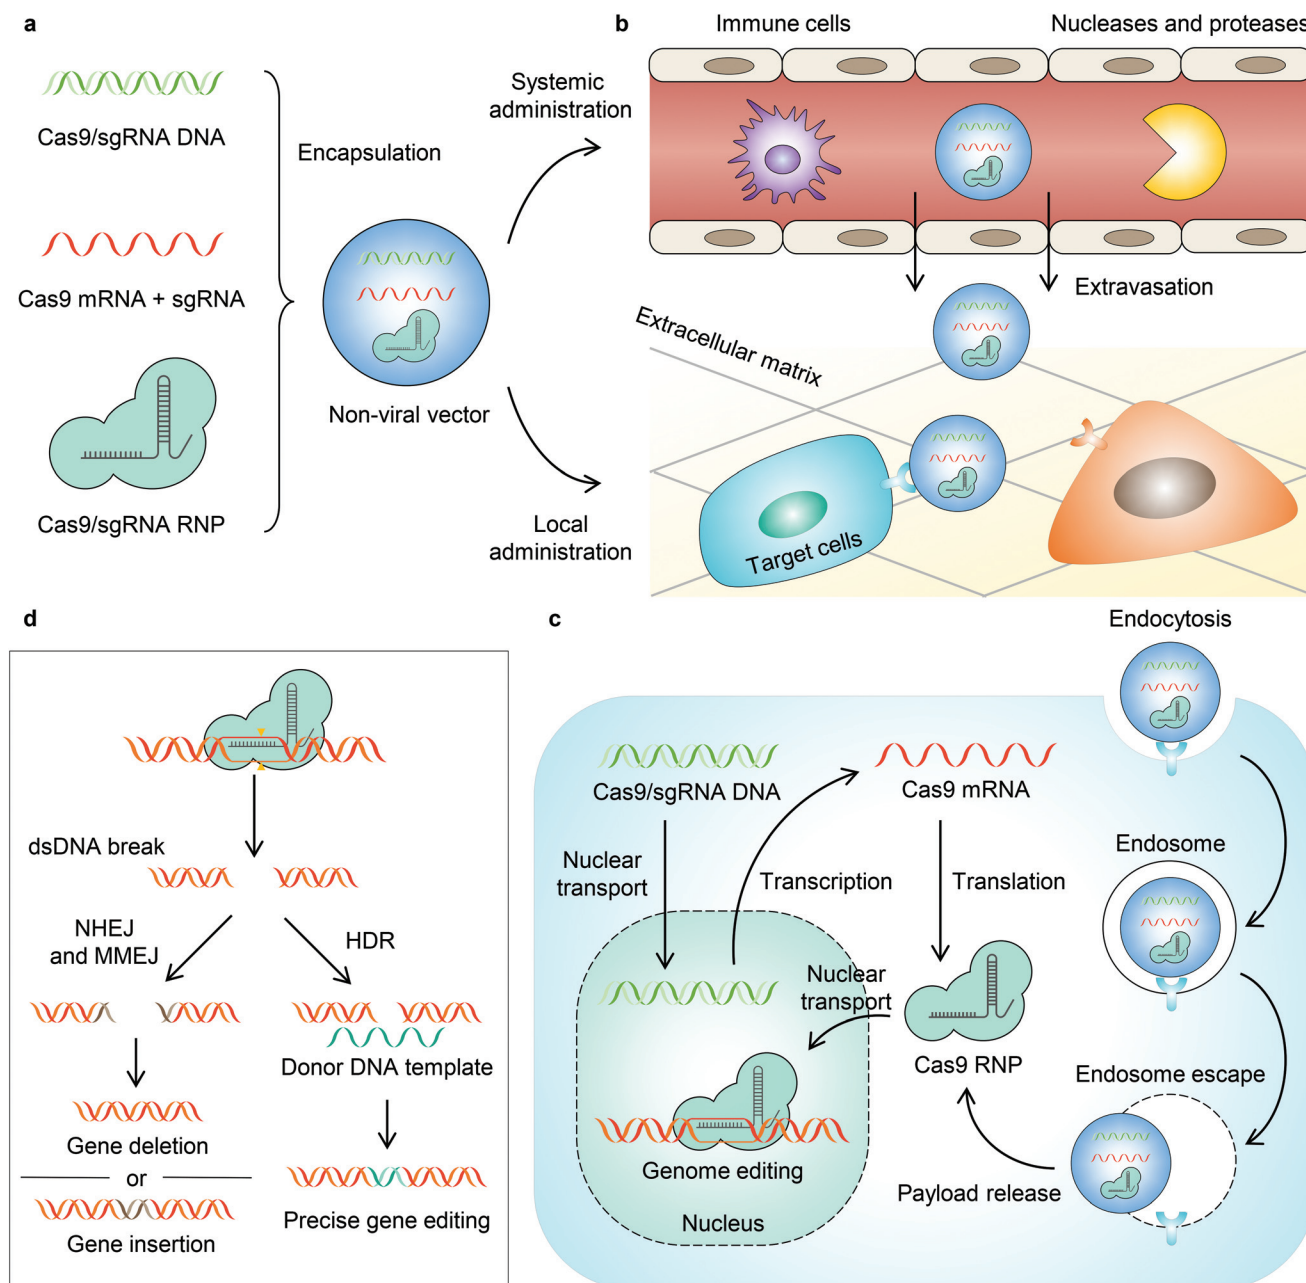 a
Cas9/sgRNA DNA
Cas9 mRNA + sgRNA
Cas9/sgRNA RNP
Encapsulation
Non-viral vector
Systemic
administration
Local
administration
b
Immune cells
Nucleases and proteases
Extravasation
Extracellular matrix
Target cells
d
dsDNA break
NHEJ
and MMEJ
HDR
Donor DNA template
Gene deletion
or
Gene insertion
Precise gene editing
c
Endocytosis
Cas9/sgRNA DNA
Cas9 mRNA
Nuclear
transport
Transcription
Translation
Endosome
Nuclear
transport
Cas9 RNP
Endosome escape
Genome editing
Payload release
Nucleus